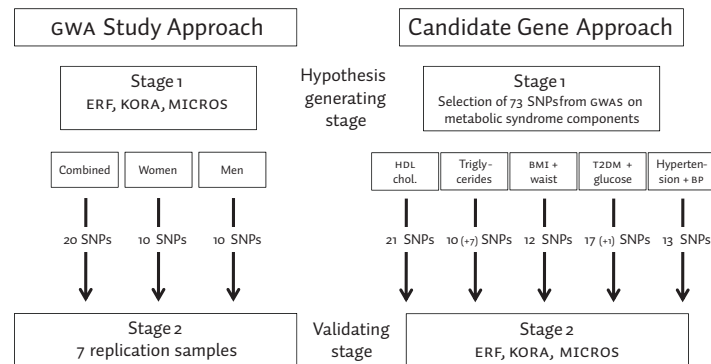 GWA Study Approach
Candidate Gene Approach
Stage 1
ERF, KORA, MICROS
Hypothesis
generating
stage
Stage 1
Selection of 73 SNPsfrom GWAS on
metabolic syndrome components
Combined
Women
Men
HDL
chol.
Trigly-
cerides
BMI +
waist
T2DM +
glucose
Hyperten-
sion + BP
20 SNPs
10 SNPs
10 SNPs
21 SNPs
10 (+7) SNPs
12 SNPs
17 (+1) SNPs
13 SNPs
Stage 2
7 replication samples
Validating
stage
Stage 2
ERF, KORA, MICROS